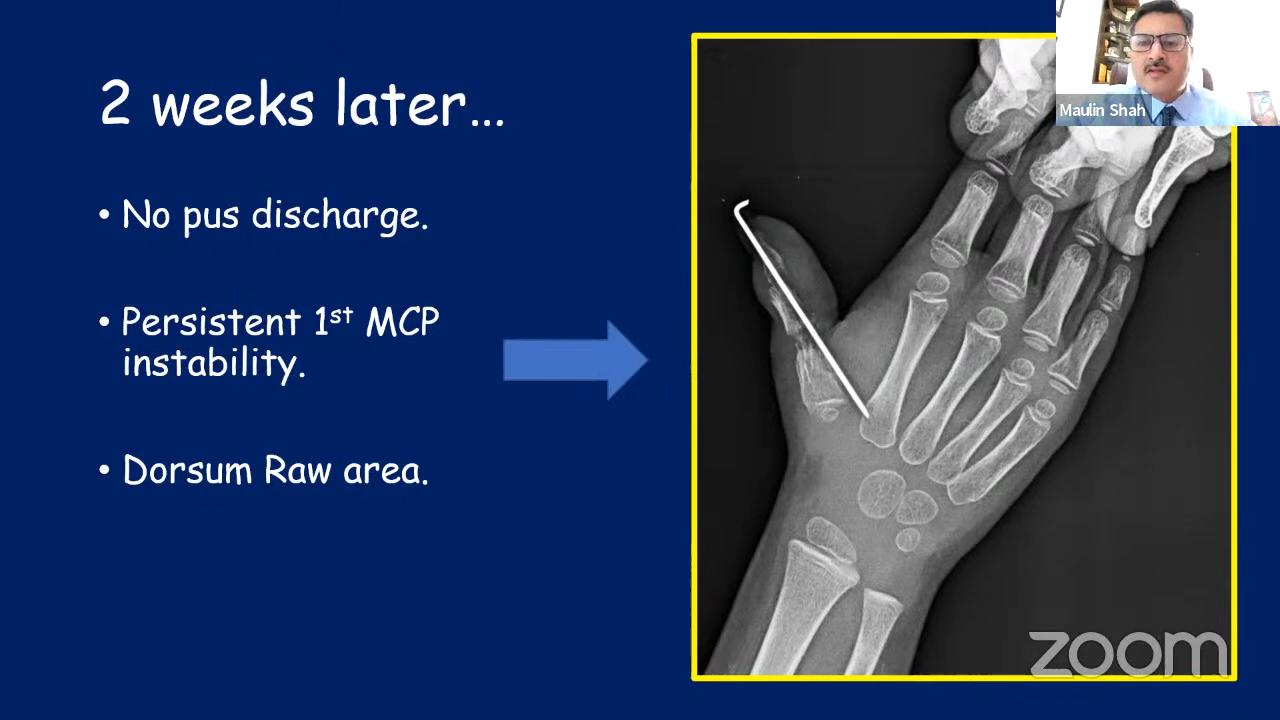 2 weeks later...
• No pus discharge.
• Persistent 1st MCP
instability.
• Dorsum Raw area.
Maulin Shah
zoom